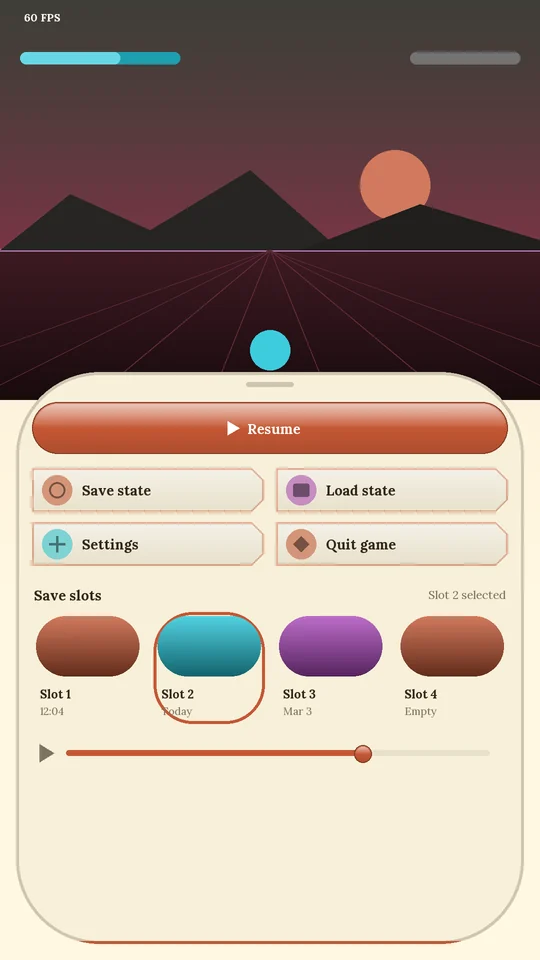 60 FPS
Resume
Save state
Load state
Settings
Quit game
Save slots
Slot 2 selected
Slot 1
Slot 2
Slot 3
Slot 4
12:04
Today
Mar 3
Empty